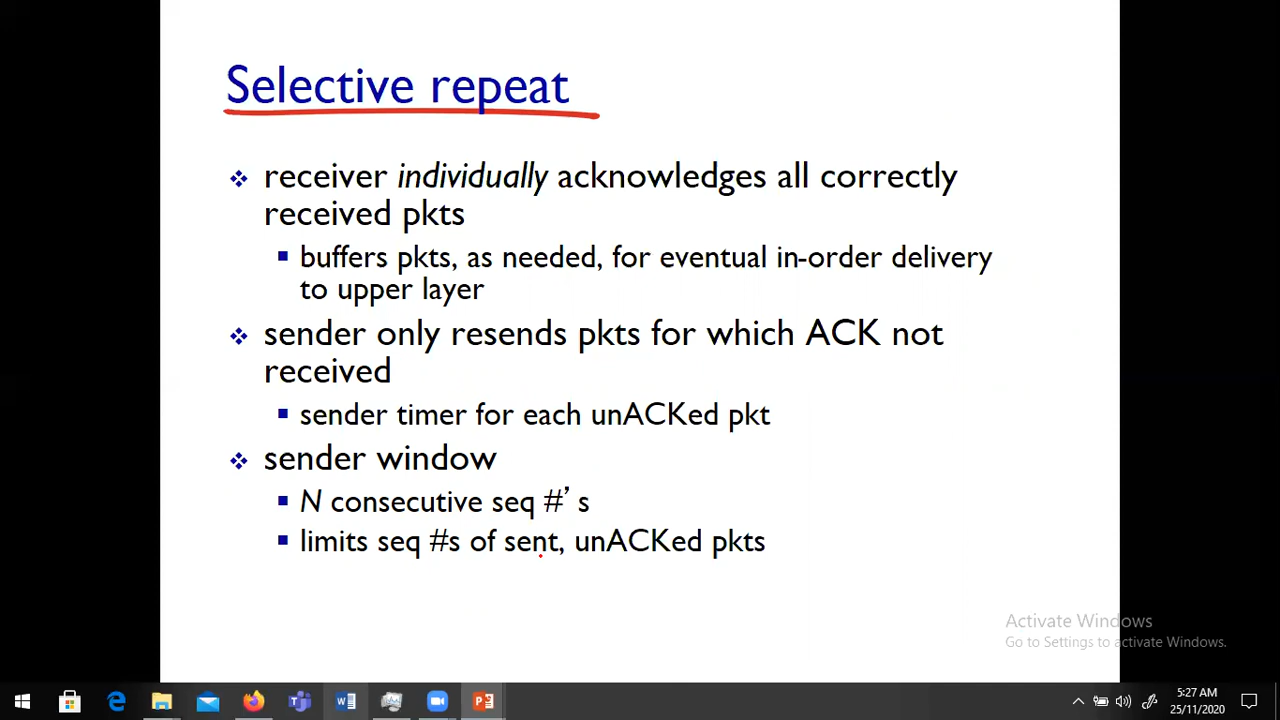 Selective repeat
receiver individually acknowledges all correctly
received pkts
buffers pkts, as needed, for eventual in-order delivery
to upper layer
sender only resends pkts for which ACK not
received
sender timer for each unACKed pkt
sender window
N consecutive seq #’s
limits seq #s of sent, unACKed pkts
Activate Windows
Go to Settings to activate Windows.
5:27 AM
25/11/2020